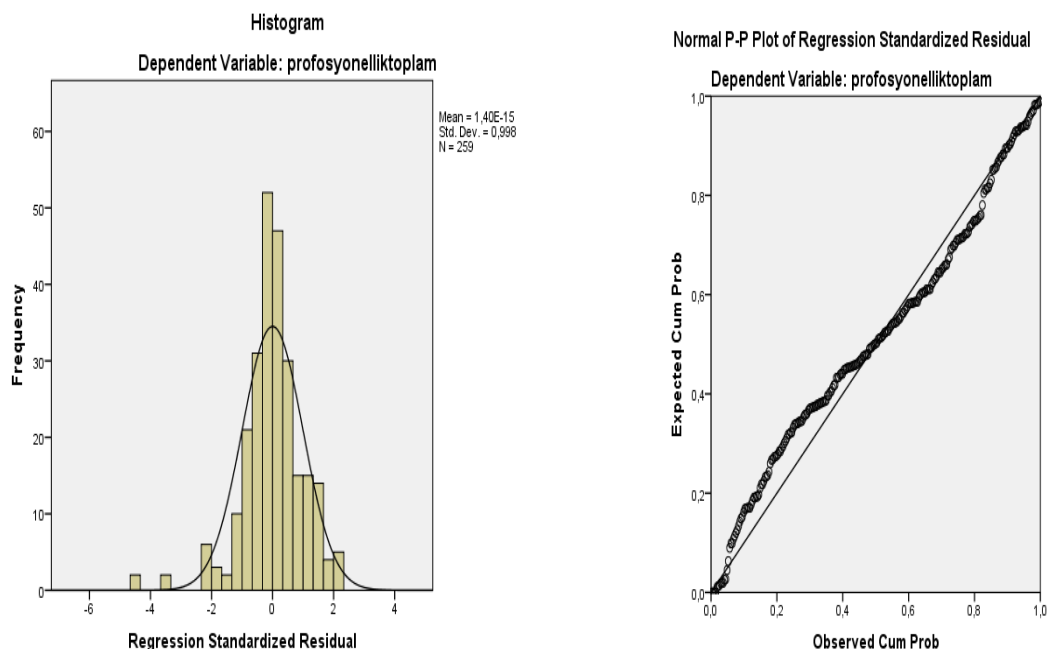 Histogram
Dependent Variable: profosyonelliktoplam
Mean = 1,40E-15
Std. Dev. = 0,998
N = 259
Frequency
60
50
40
30
20
10
0
-6 -4 -2 0 2 4
Regression Standardized Residual
Normal P-P Plot of Regression Standardized Residual
Dependent Variable: profosyonelliktoplam
Expected Cum Prob
1,0
0,8
0,6
0,4
0,2
0,0
0,0 0,2 0,4 0,6 0,8 1,0
Observed Cum Prob